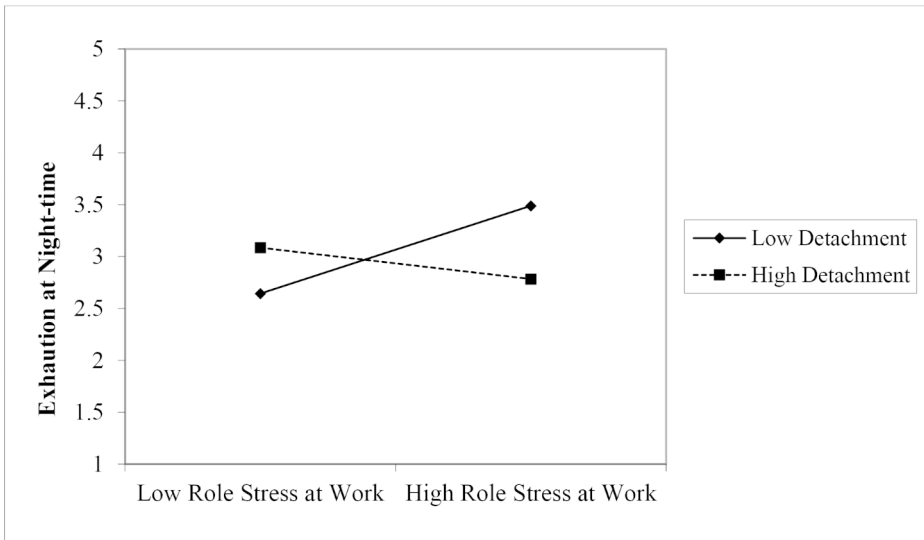 5
4.5
4
3.5
3
2.5
2
1.5
1
Exhaution at Night-time
Low Role Stress at Work
High Role Stress at Work
Low Detachment
High Detachment